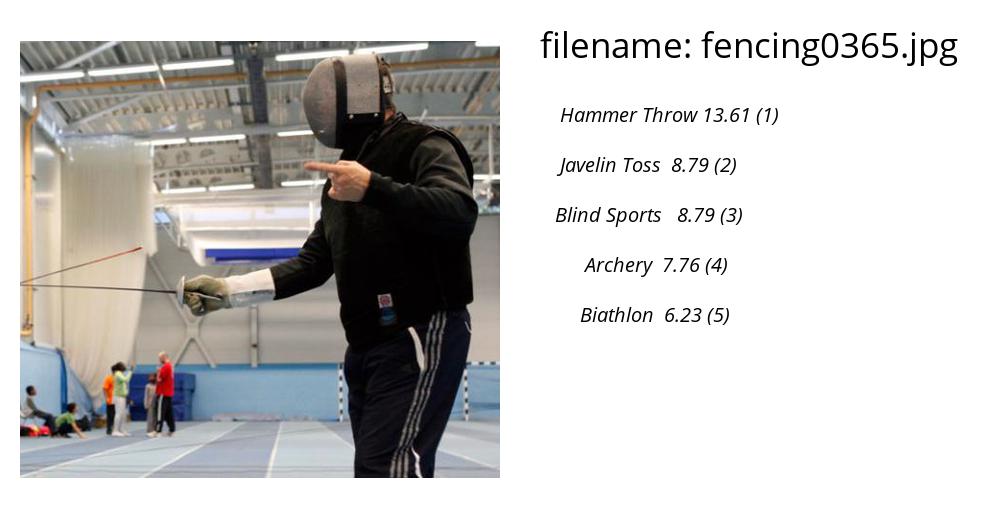 filename: fencing0365.jpg
Hammer Throw 13.61 (1)
Javelin Toss 8.79 (2)
Blind Sports 8.79 (3)
Archery 7.76 (4)
Biathlon 6.23 (5)